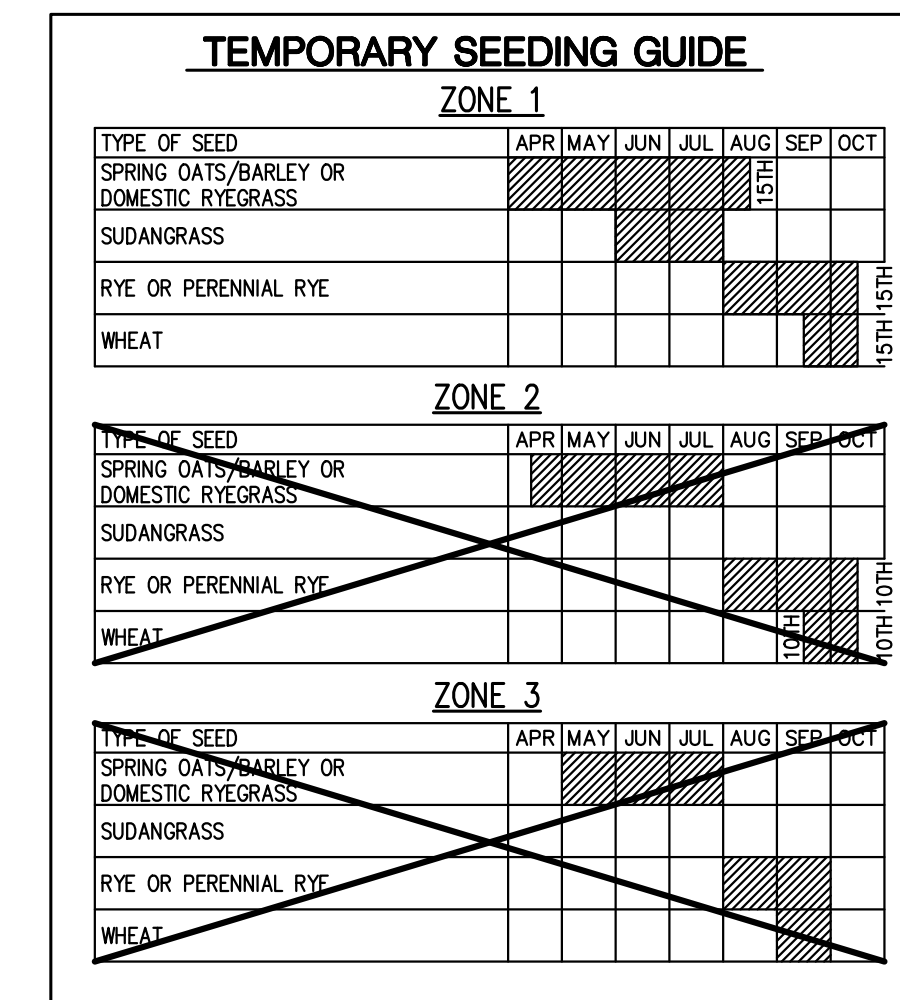 TEMPORARY SEEDING GUIDE
ZONE 1
TYPE OF SEED APR MAY JUN JUL AUG SEP OCT
SPRING OATS/BARLEY OR
DOMESTIC RYEGRASS 15TH
SUDANGRASS
RYE OR PERENNIAL RYE 15TH
WHEAT 15TH
ZONE 2
TYPE OF SEED APR MAY JUN JUL AUG SEP OCT
SPRING OATS/BARLEY OR
DOMESTIC RYEGRASS
SUDANGRASS
RYE OR PERENNIAL RYE 10TH
WHEAT 10TH 10TH
ZONE 3
TYPE OF SEED APR MAY JUN JUL AUG SEP OCT
SPRING OATS/BARLEY OR
DOMESTIC RYEGRASS
SUDANGRASS
RYE OR PERENNIAL RYE
WHEAT